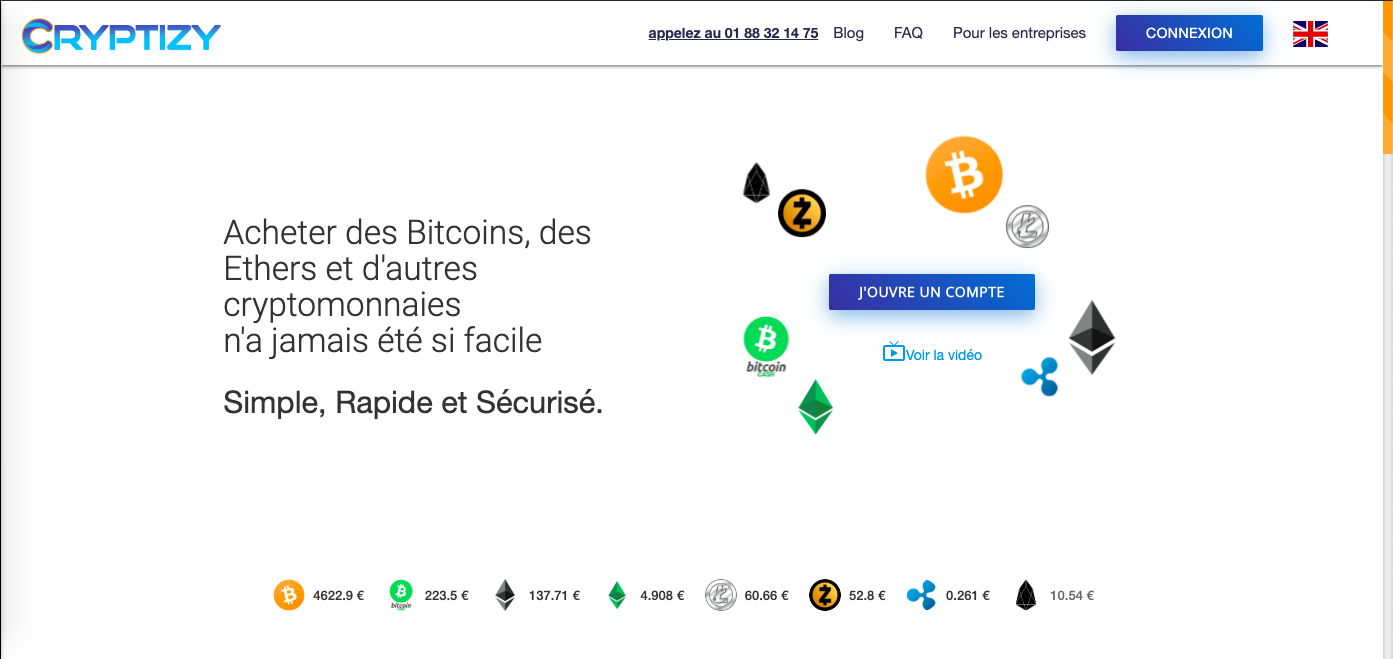 CRYPTIZY
appelez au 01 88 32 14 75 Blog FAQ Pour les entreprises CONNEXION
Acheter des Bitcoins, des
Ethers et d'autres
cryptomonnaies
n'a jamais été si facile
Simple, Rapide et Sécurisé.
J'OUVRE UN COMPTE
Voir la vidéo
bitcoin
CASH
4622.9 € bitcoin 223.5 € 137.71 € 4.908 € 60.66 € 52.8 € 0.261 € 10.54 €